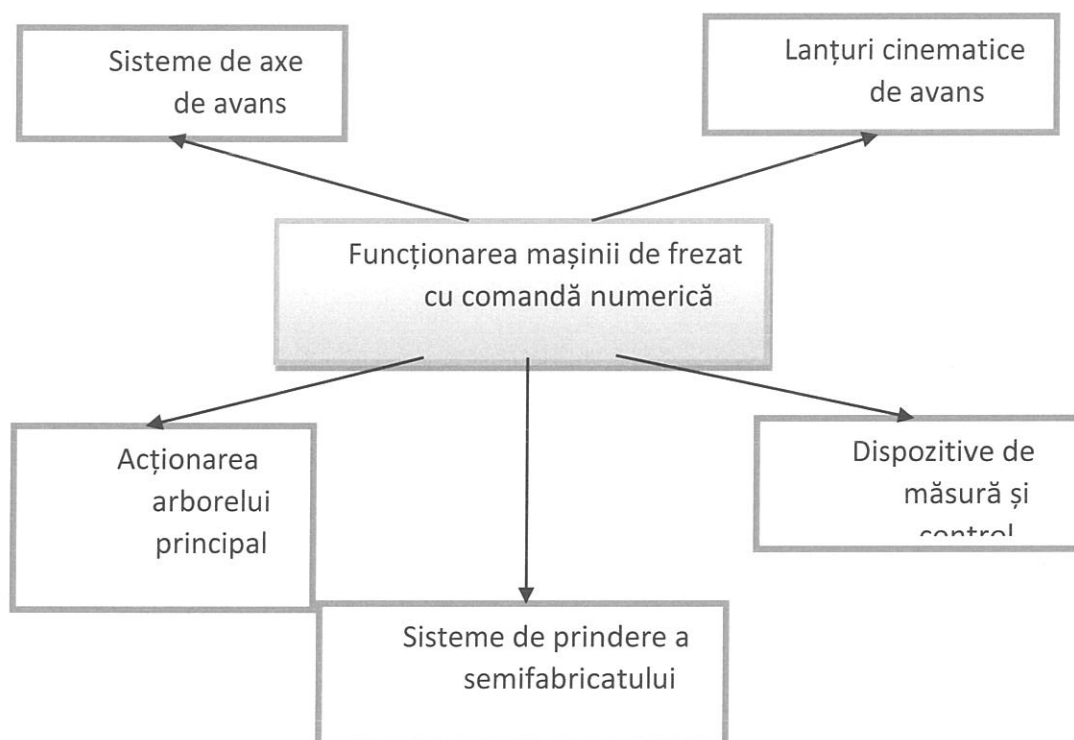 Sisteme de axe
de avans
Lanțuri cinematice
de avans
Funcționarea mașinii de frezat
cu comandă numerică
Acționarea
arborelui
principal
Dispozitive de
măsură și
control
Sisteme de prindere a
semifabricatului